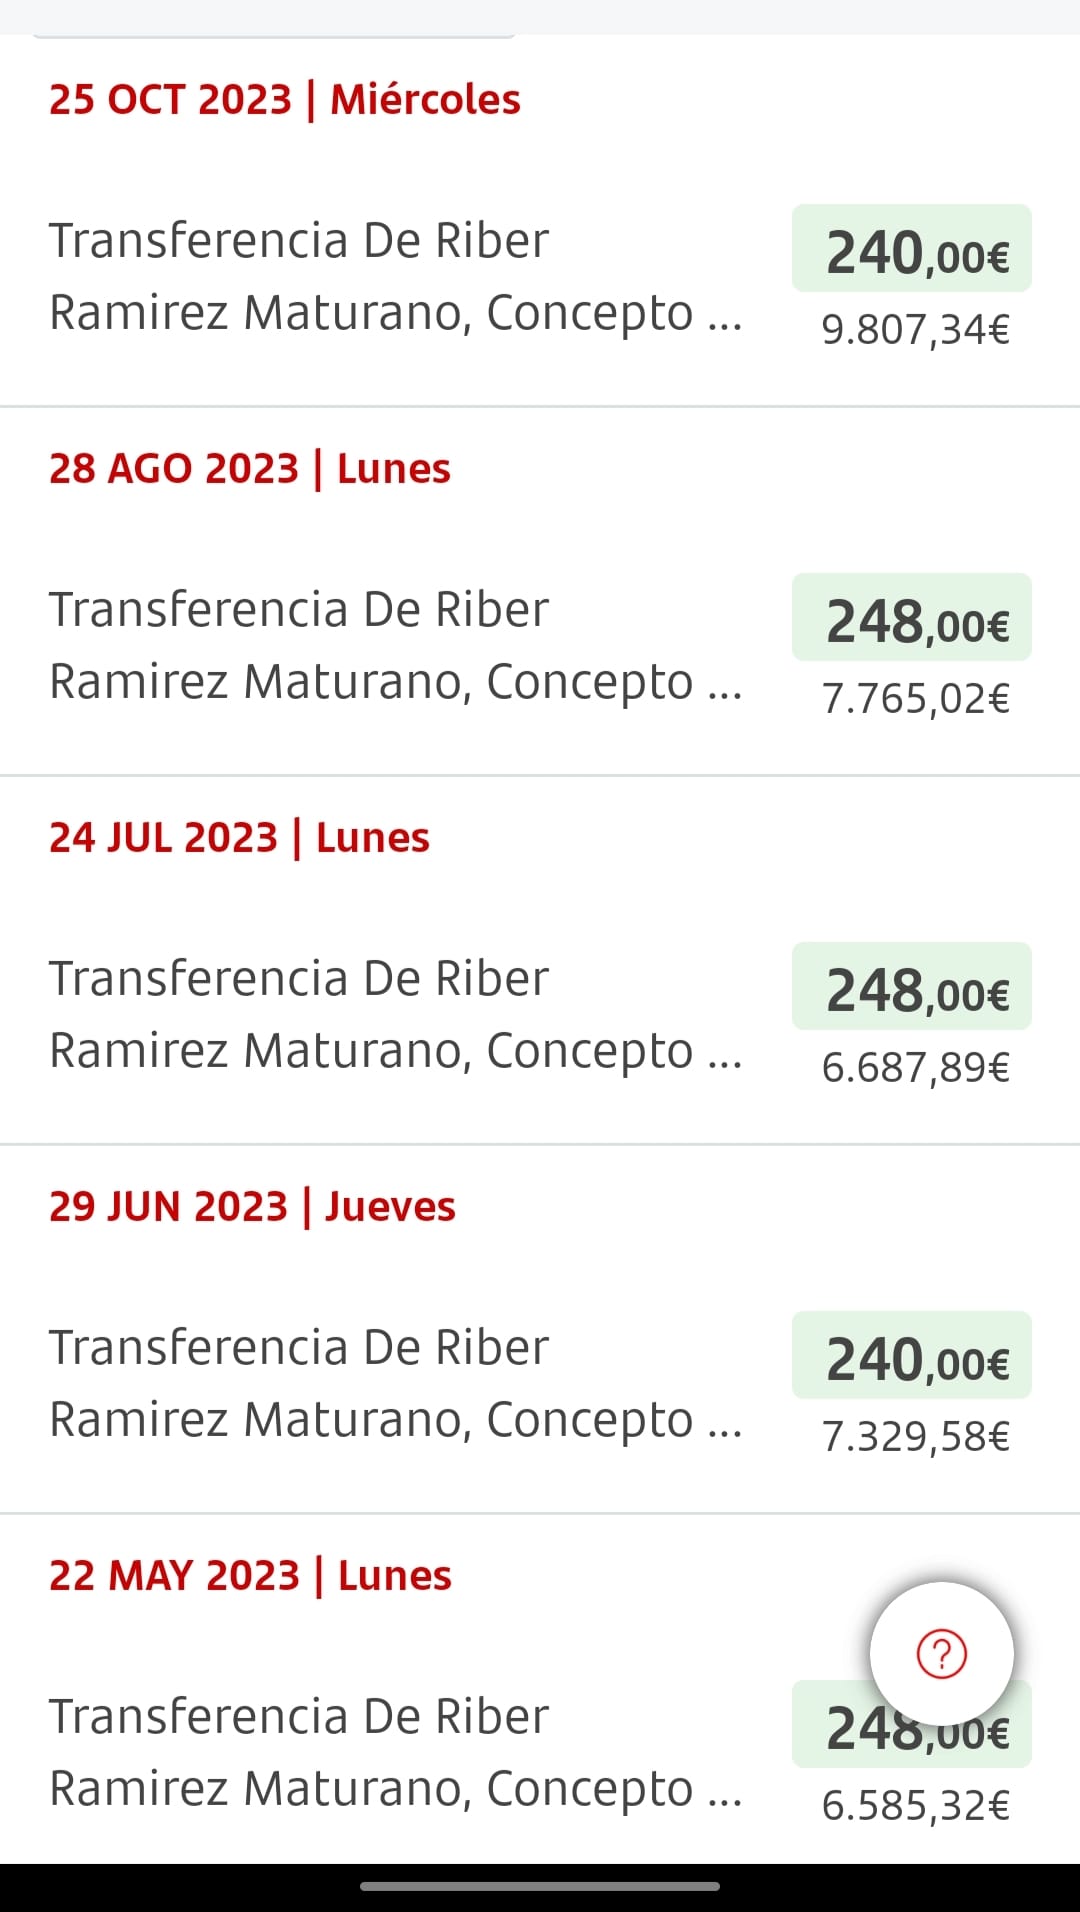 25 OCT 2023 | Miércoles
Transferencia De Riber
Ramirez Maturano, Concepto ...
240,00€
9.807,34€
28 AGO 2023 | Lunes
Transferencia De Riber
Ramirez Maturano, Concepto ...
248,00€
7.765,02€
24 JUL 2023 | Lunes
Transferencia De Riber
Ramirez Maturano, Concepto ...
248,00€
6.687,89€
29 JUN 2023 | Jueves
Transferencia De Riber
Ramirez Maturano, Concepto ...
240,00€
7.329,58€
22 MAY 2023 | Lunes
?
Transferencia De Riber
Ramirez Maturano, Concepto ...
248,00€
6.585,32€